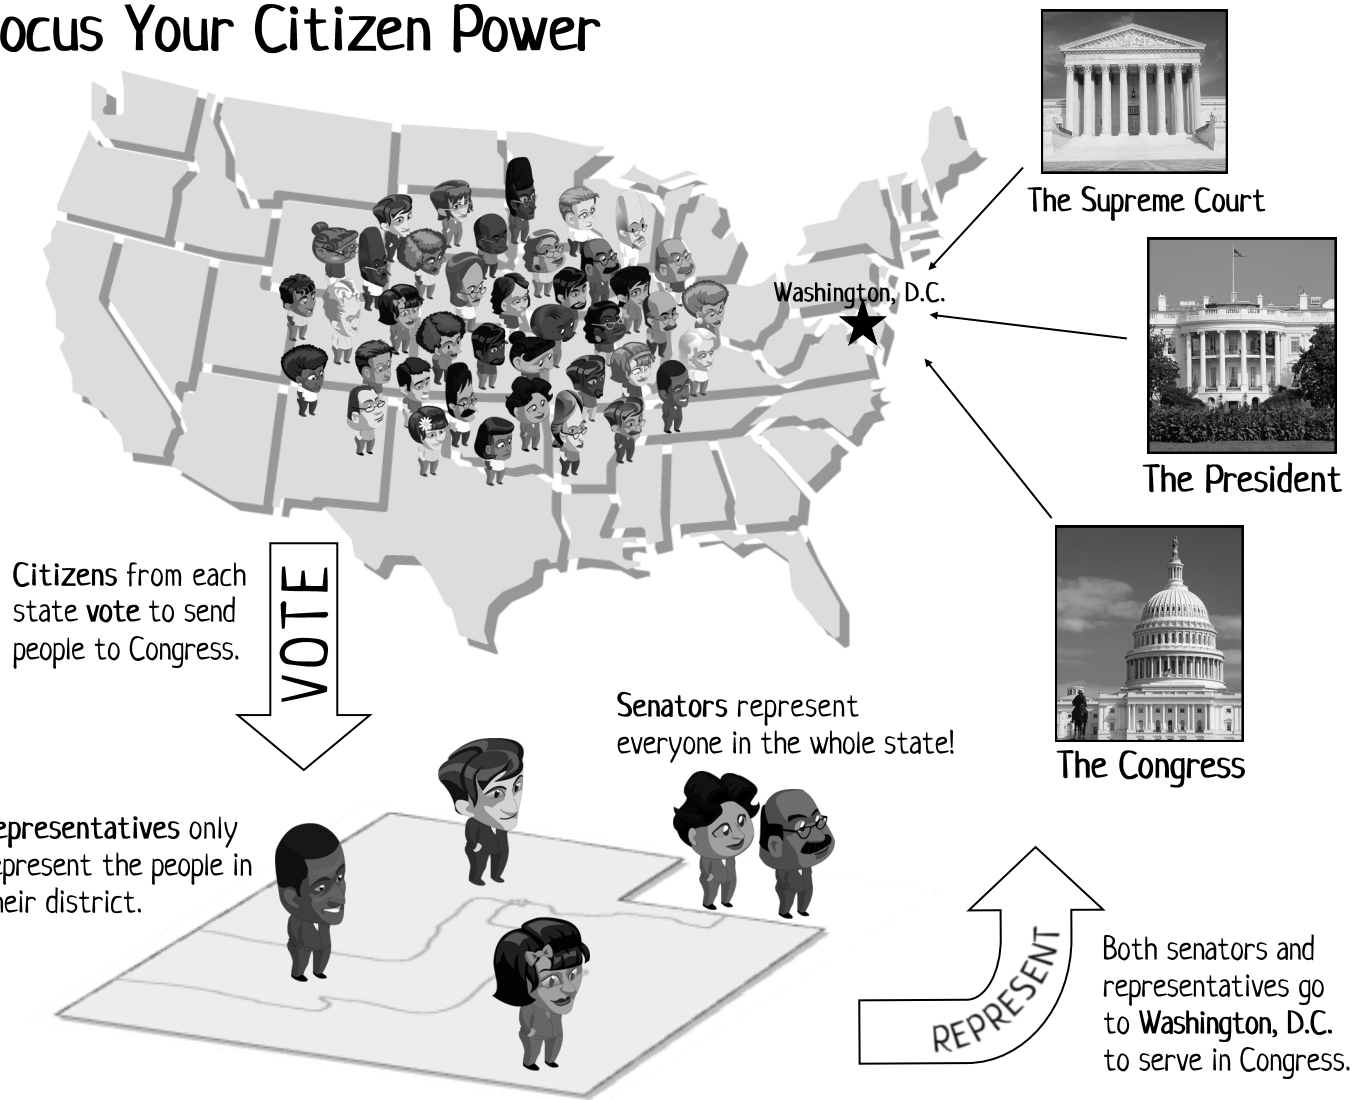 ocus Your Citizen Power
The Supreme Court
Washington, D.C.
The President
Citizens from each
state vote to send
people to Congress.
VOTE
Senators represent
everyone in the whole state!
The Congress
epresentatives only
epresent the people in
heir district.
REPRESENT
Both senators and
representatives go
to Washington, D.C.
to serve in Congress.